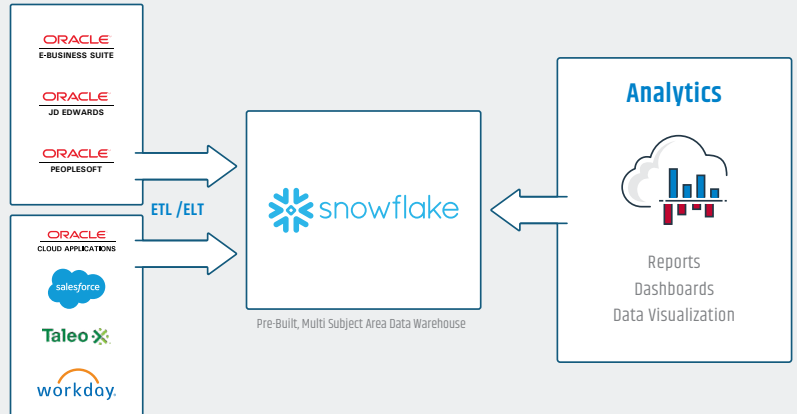 ORACLE
E-BUSINESS SUITE
ORACLE
JD EDWARDS
ORACLE
PEOPLESOFT
ETL /ELT
ORACLE
CLOUD APPLICATIONS
salesforce
Taleo
workday.
snowflake
Pre-Built, Multi Subject Area Data Warehouse
Analytics
Reports
Dashboards
Data Visualization